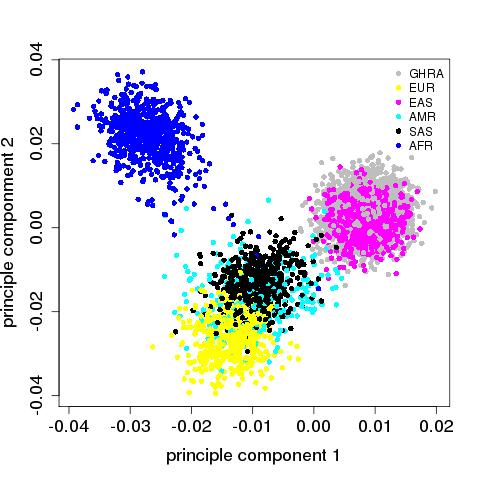 0.04
0.02
0.00
-0.02
-0.04
principle componment 2
GHRA
EUR
EAS
AMR
SAS
AFR
-0.04 -0.03 -0.02 -0.01 0.00 0.01 0.02
principle component 1